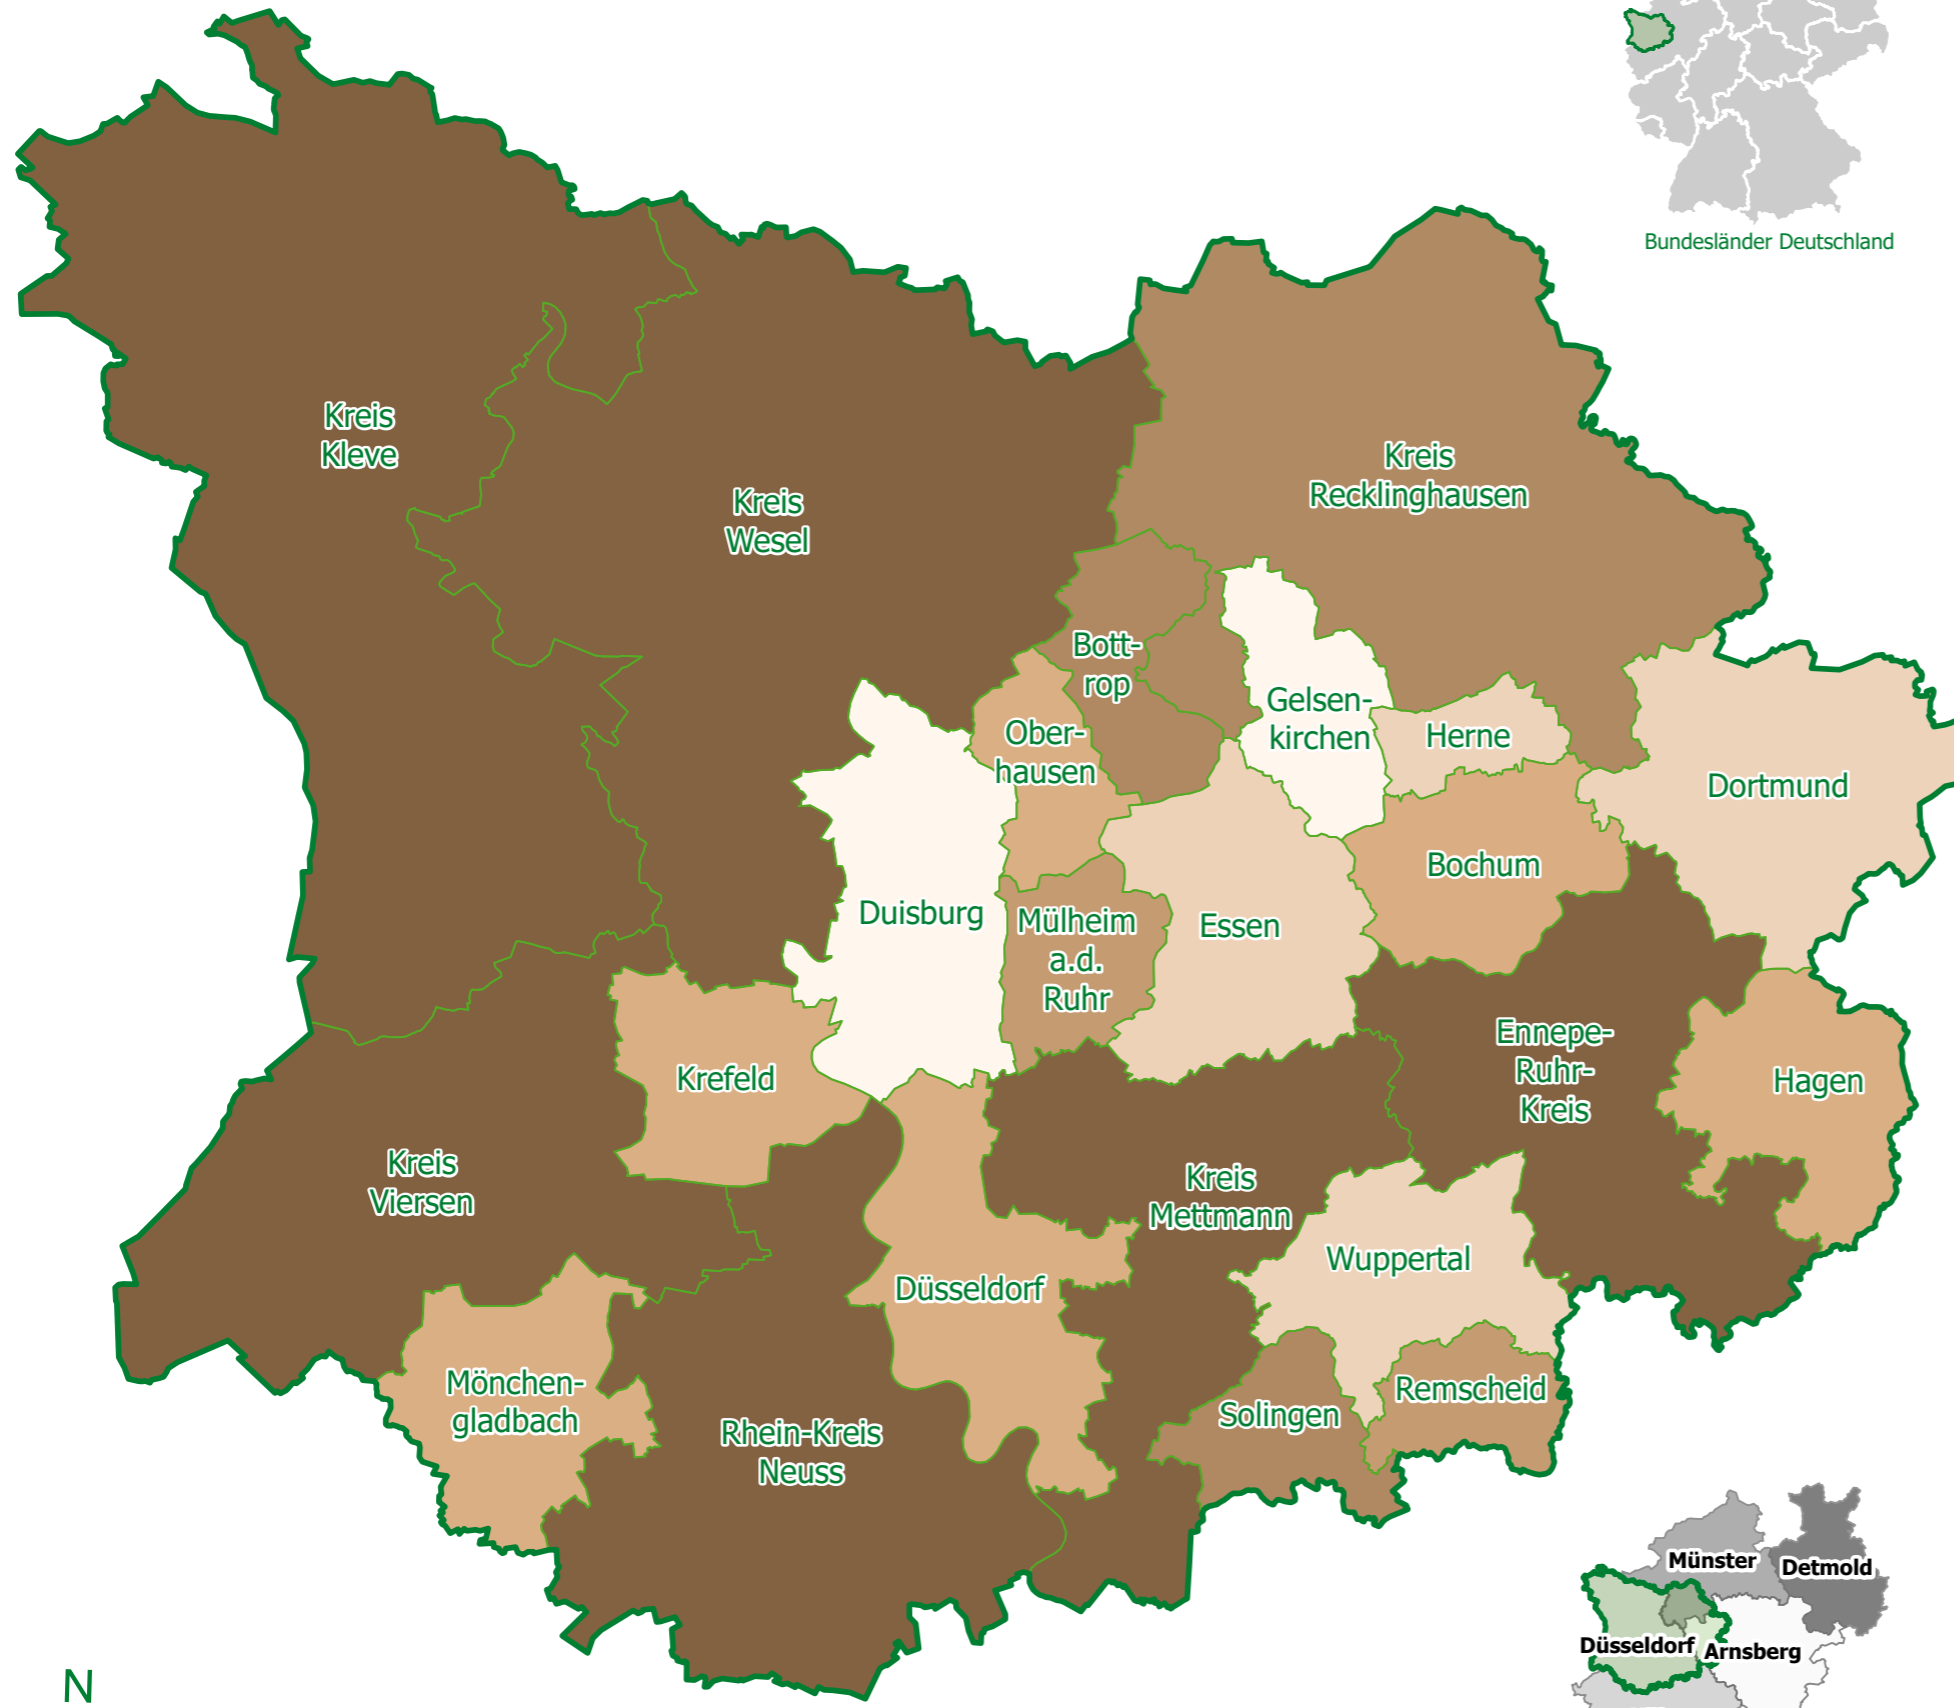 Bundesländer Deutschland
Kreis
Kleve
Kreis
Wesel
Kreis
Recklinghausen
Bott-
rop
Gelsen-
kirchen
Ober-
hausen
Herne
Dortmund
Bochum
Duisburg
Mülheim
a.d.
Ruhr
Essen
Ennepe-
Ruhr-
Kreis
Hagen
Krefeld
Kreis
Viersen
Kreis
Mettmann
Wuppertal
Düsseldorf
Mönchen-
gladbach
Remscheid
Solingen
Rhein-Kreis
Neuss
Münster
Detmold
Düsseldorf
Arnsberg
N